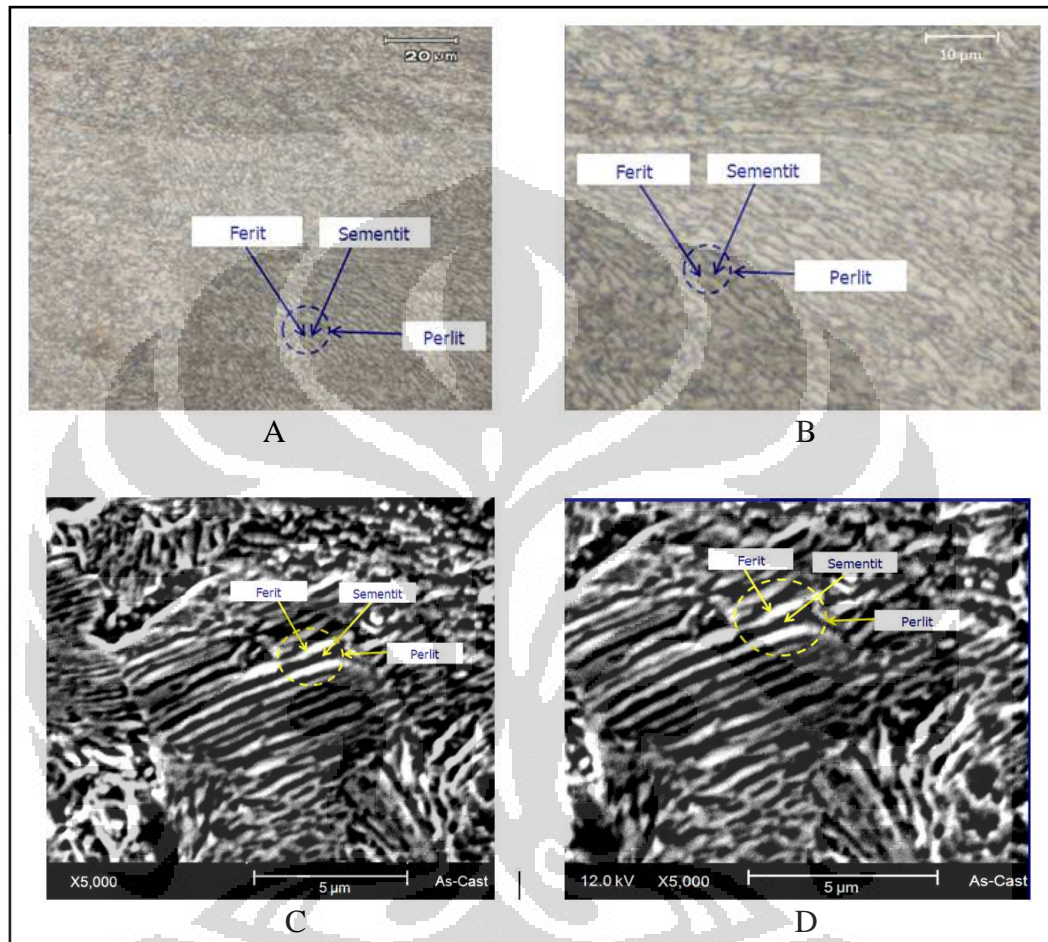 20 µm
Ferit
Sementit
Perlit
A
10 µm
Ferit
Sementit
Perlit
B
Ferit
Sementit
Perlit
X5,000
5 µm
As-Cast
C
Ferit
Sementit
Perlit
12.0 kV
X5,000
5 µm
As-Cast
D